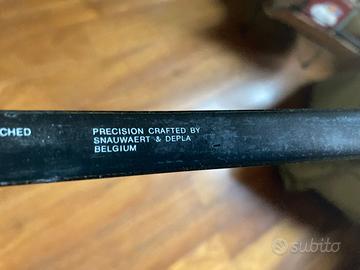 CHED
PRECISION CRAFTED BY
SNAUWAERT & DEPLA
BELGIUM
subito